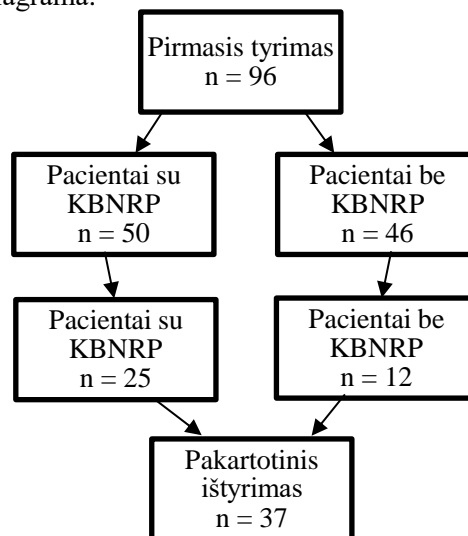 Pirmasis tyrimas
n = 96
Pacientai su
KBNRP
n = 50
Pacientai be
KBNRP
n = 46
Pacientai su
KBNRP
n = 25
Pacientai be
KBNRP
n = 12
Pakartotinis
ištyrimas
n = 37